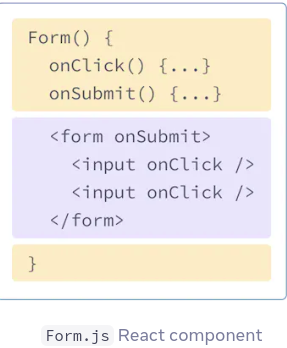 Form() {
onClick() {...}
onSubmit() {...}
<form onSubmit>
<input onClick />
<input onClick />
</form>
}
Form.js React component